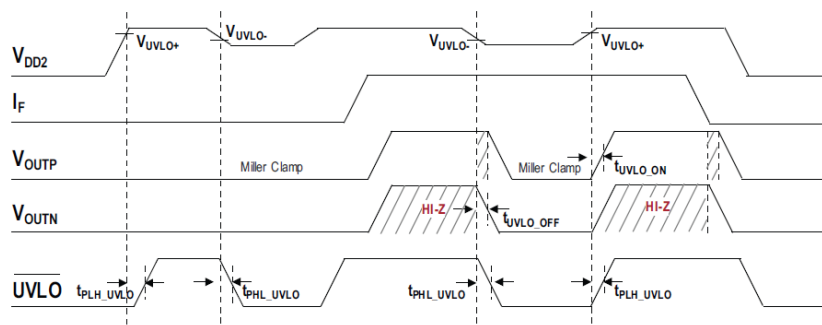 VUVLO+
VUVLO-
VUVLO-
VUVLO+
VDD2
IF
VOUTP
Miller Clamp
Miller Clamp
tUVLO_ON
VOUTN
HI-Z
tUVLO_OFF
HI-Z
UVLO
tPLH_UVLO
tPHL_UVLO
tPHL_UVLO
tPLH_UVLO